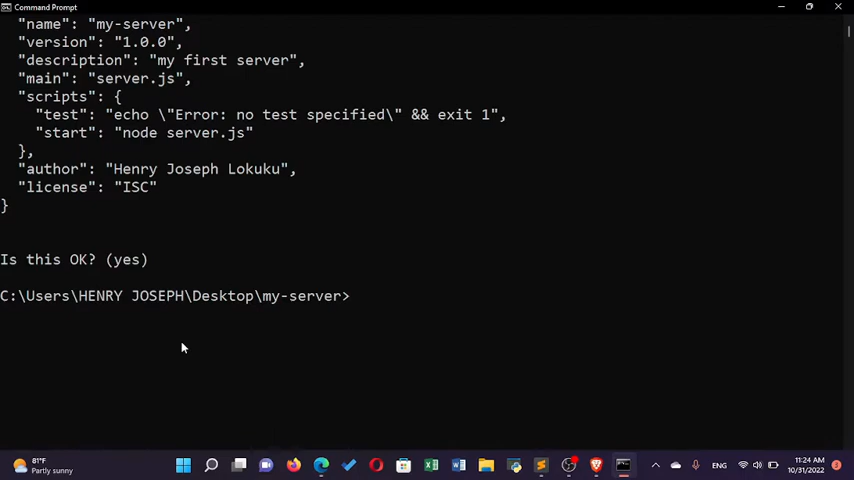 Command Prompt
"name": "my-server",
"version": "1.0.0",
"description": "my first server",
"main": "server.js",
"scripts": {
"test": "echo \"Error: no test specified\" && exit 1",
"start": "node server.js"
},
"author": "Henry Joseph Lokuku",
"license": "ISC"
}
Is this OK? (yes)
C:\Users\HENRY JOSEPH\Desktop\my-server>
81°F
Partly sunny
ENG
11:24 AM
10/31/2022